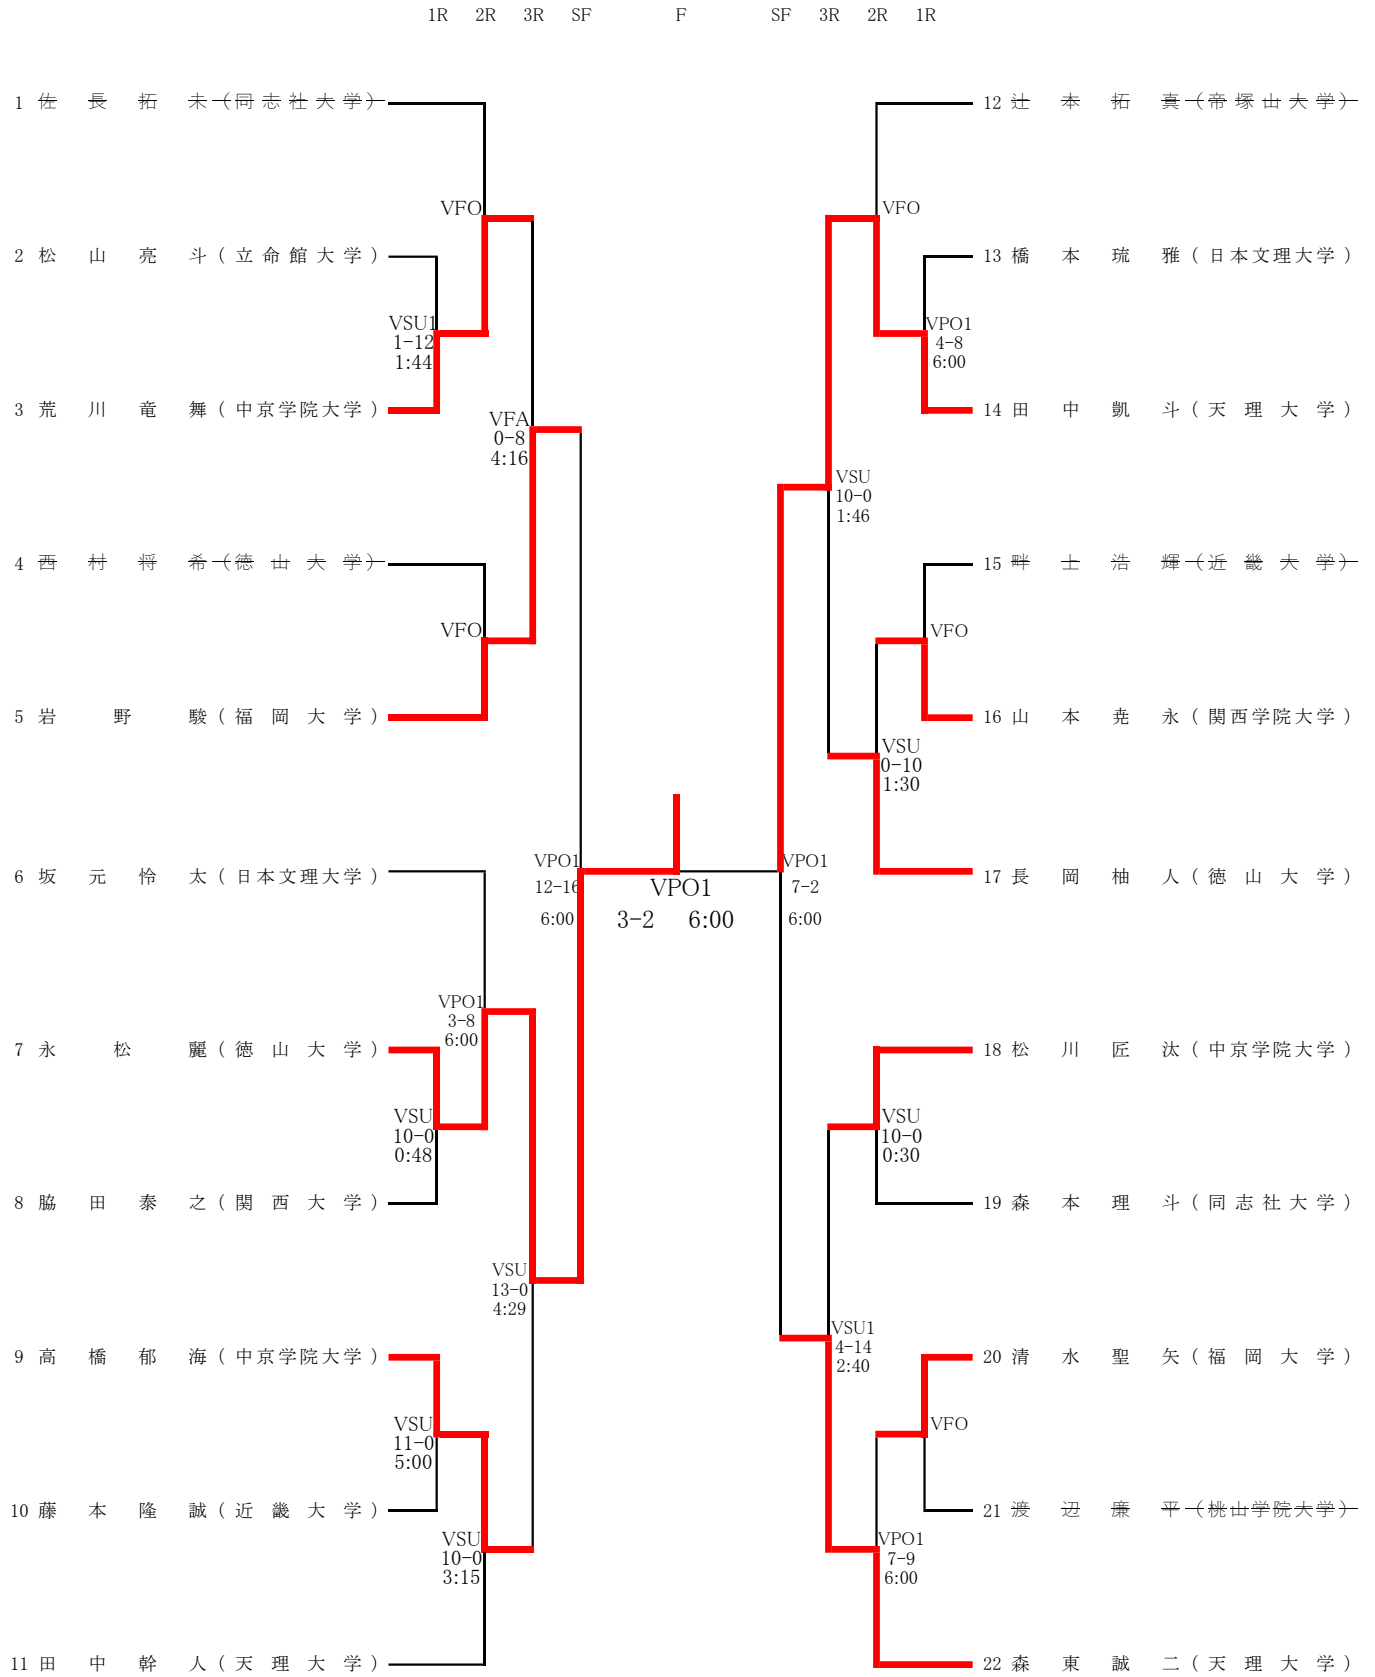 1R 2R 3R SF F SF 3R 2R 1R
1 佐長拓未(同志社大学)
12 辻本拓真(帝塚山大学)
VFO
VFO
2 松山亮斗(立命館大学)
13 橋本琉雅(日本文理大学)
VSU1
1-12
1:44
VPO1
4-8
6:00
3 荒川竜舞(中京学院大学)
14 田中凱斗(天理大学)
VFA
0-8
4:16
VSU
10-0
1:46
4 西村将希(徳山大学)
15 畔上浩輝(近畿大学)
VFO
VFO
5 岩野駿(福岡大学)
16 山本尭永(関西学院大学)
VSU
0-10
1:30
6 坂元怜太(日本文理大学)
17 長岡柚人(徳山大学)
VPO1
12-16
6:00
VPO1
3-2 6:00
VPO1
7-2
6:00
VPO1
3-8
6:00
7 永松麗(徳山大学)
18 松川匠汰(中京学院大学)
VSU
10-0
0:48
VSU
10-0
0:30
8 脇田泰之(関西大学)
19 森本理斗(同志社大学)
VSU
13-0
4:29
VSU1
4-14
2:40
9 高橋郁海(中京学院大学)
20 清水聖矢(福岡大学)
VSU
11-0
5:00
VFO
10 藤本隆誠(近畿大学)
21 渡辺廉平(桃山学院大学)
VSU
10-0
3:15
VPO1
7-9
6:00
11 田中幹人(天理大学)
22 森東誠二(天理大学)